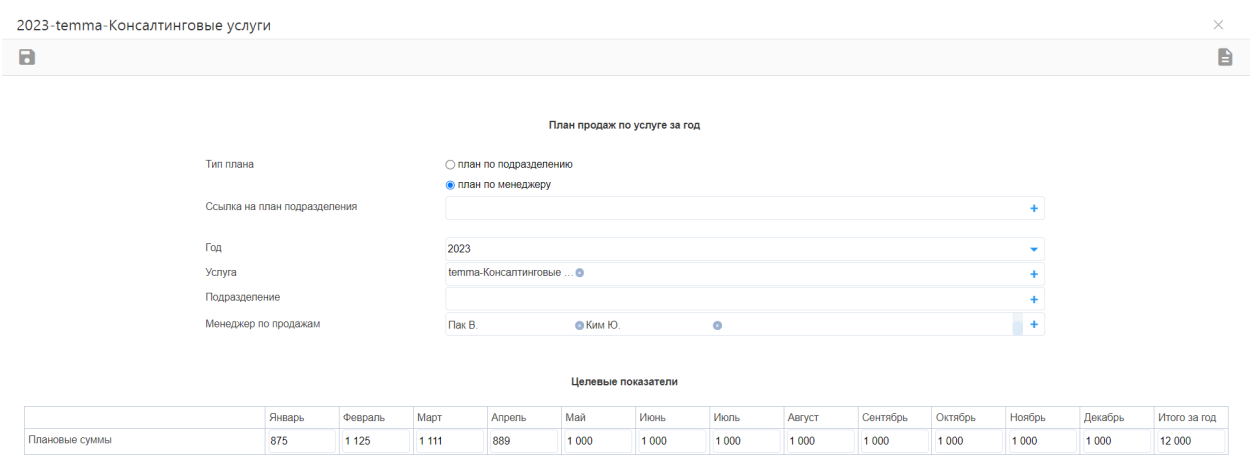 2023-temma-Консалтинговые услуги
План продаж по услуге за год
Тип плана
план по подразделению
план по менеджеру
Ссылка на план подразделения
Год 2023
Услуга temma-Консалтинговые ...
Подразделение
Менеджер по продажам Пак В. Ким Ю.
Целевые показатели
Январь Февраль Март Апрель Май Июнь Июль Август Сентябрь Октябрь Ноябрь Декабрь Итого за год
Плановые суммы 875 1 125 1 111 889 1 000 1 000 1 000 1 000 1 000 1 000 1 000 1 000 12 000